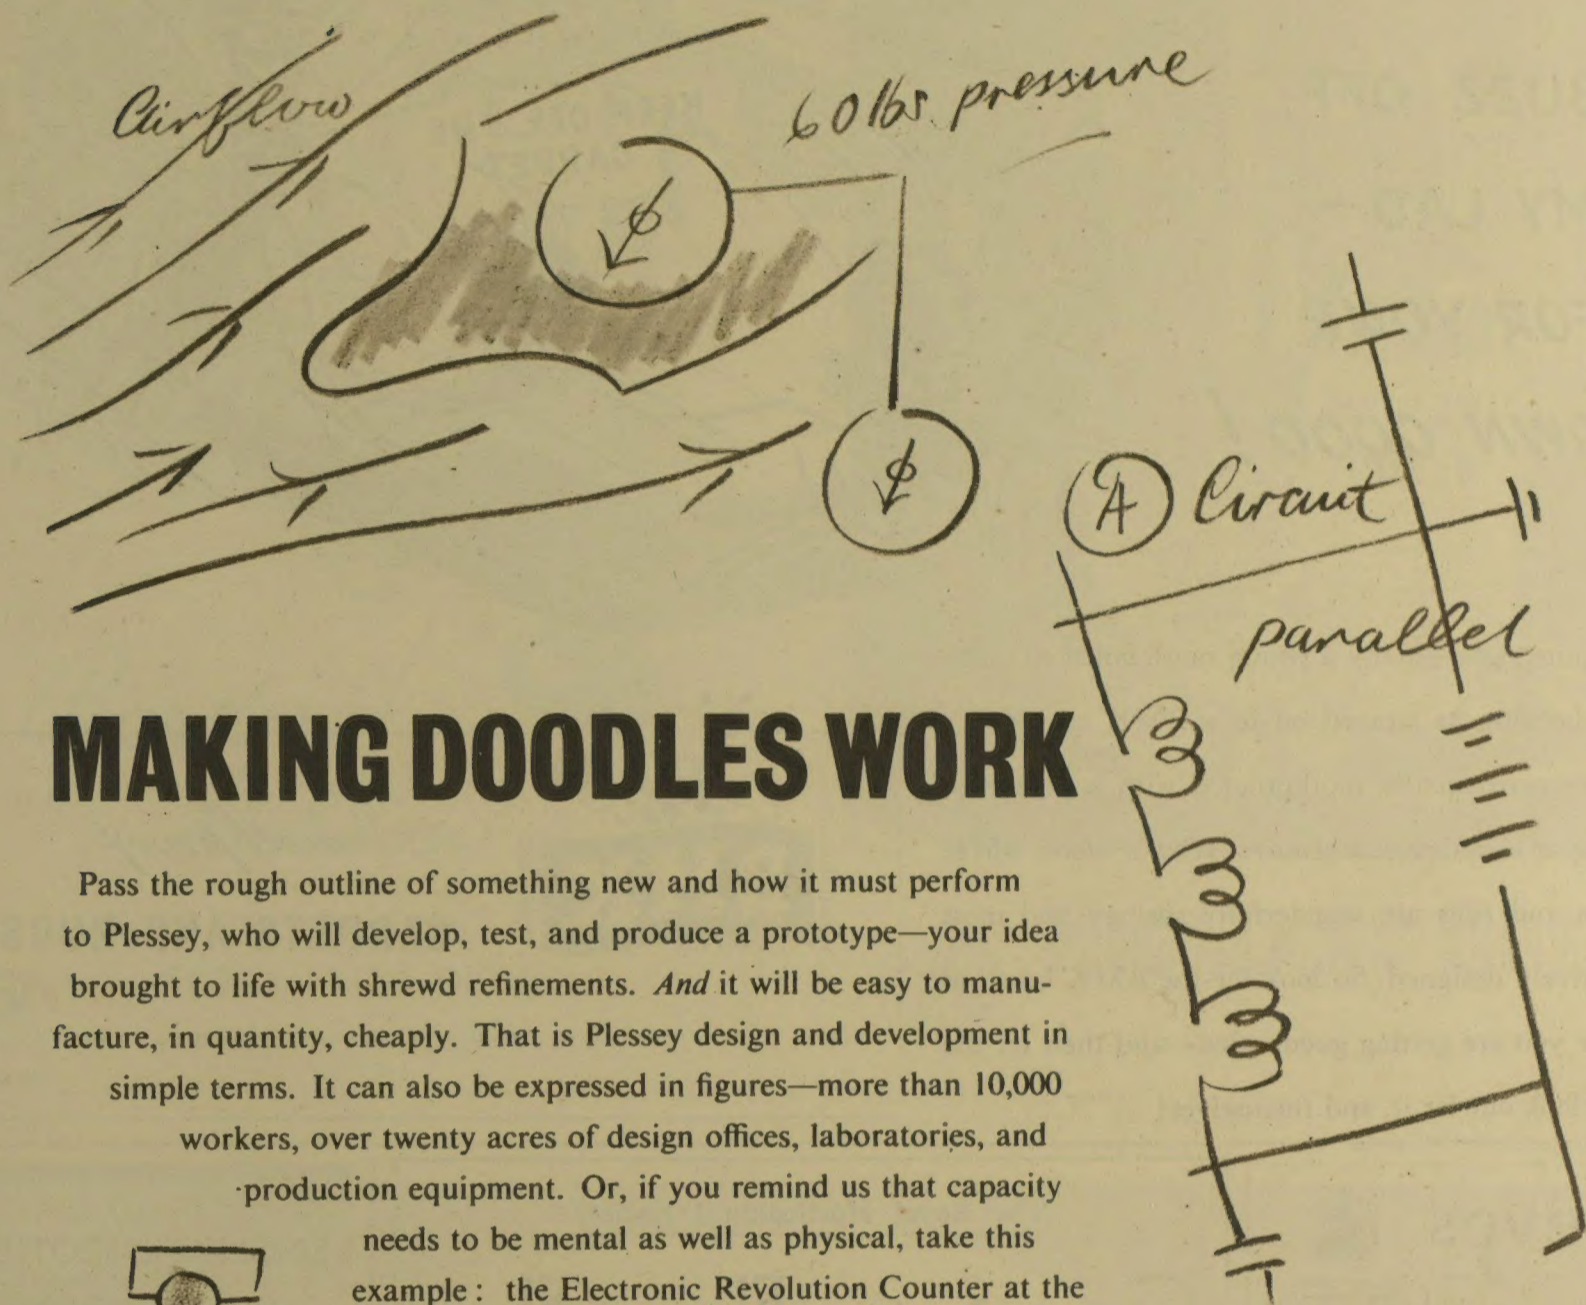 Airflow
60 lbs pressure
A Circuit
parallel
MAKING DOODLES WORK
Pass the rough outline of something new and how it must perform
to Plessey, who will develop, test, and produce a prototype—your idea
brought to life with shrewd refinements. And it will be easy to manu-
facture, in quantity, cheaply. That is Plessey design and development in
simple terms. It can also be expressed in figures—more than 10,000
workers, over twenty acres of design offices, laboratories, and
production equipment. Or, if you remind us that capacity
needs to be mental as well as physical, take this
example: the Electronic Revolution Counter at the